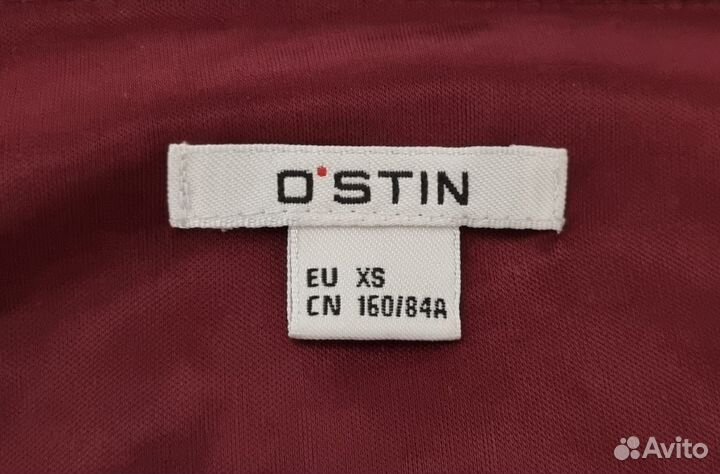 O'STIN
EU XS
CN 160/84A
Avito